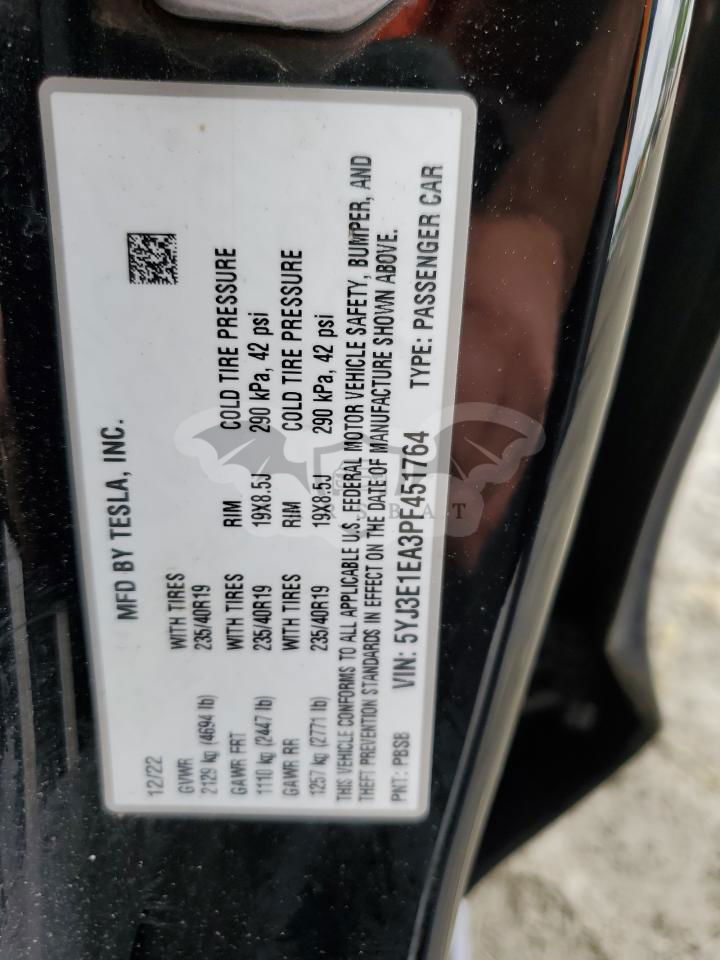 MFD BY TESLA, INC.
12/22
GVWR WITH TIRES
2129 kg (4694 lb) 235/40R19
GAWR FRT WITH TIRES RIM COLD TIRE PRESSURE
1110 kg (2447 lb) 235/40R19 19X8.5J 290 kPa, 42 psi
GAWR RR WITH TIRES RIM COLD TIRE PRESSURE
1257 kg (2771 lb) 235/40R19 19X8.5J 290 kPa, 42 psi
THIS VEHICLE CONFORMS TO ALL APPLICABLE U.S. FEDERAL MOTOR VEHICLE SAFETY, BUMPER, AND
THEFT PREVENTION STANDARDS IN EFFECT ON THE DATE OF MANUFACTURE SHOWN ABOVE.
PNT: PBSB VIN: 5YJ3E1EA3PF451764 TYPE: PASSENGER CAR